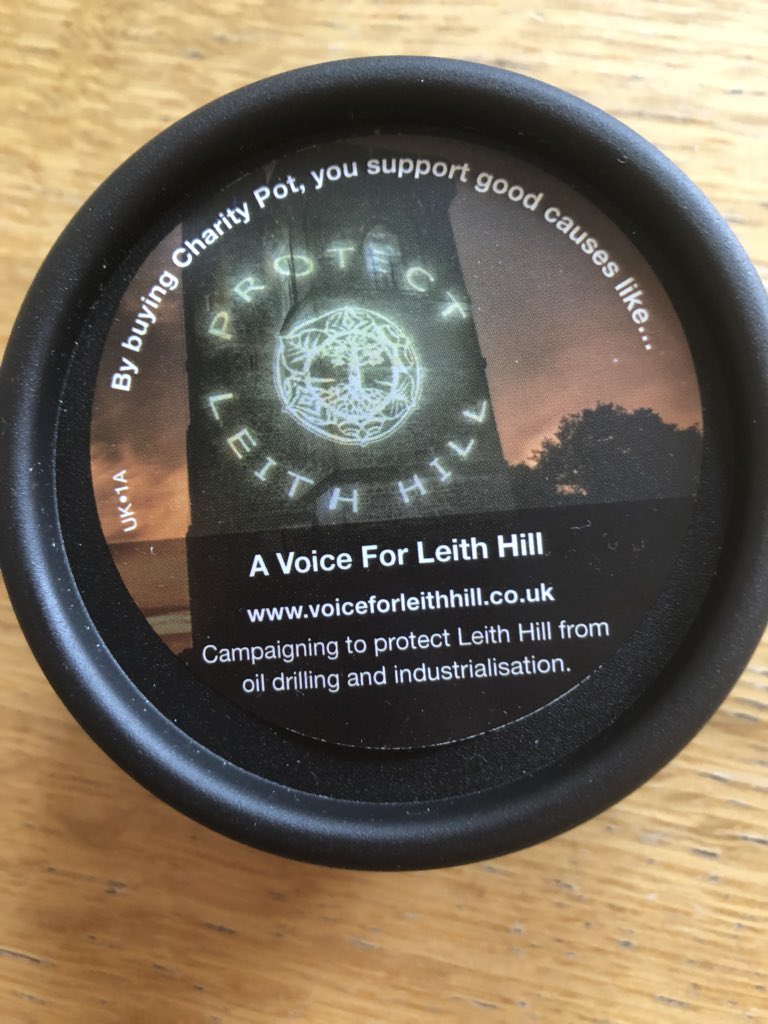 By buying Charity Pot, you support good causes like...
PROTECT
LEITH HILL
UK•1A
A Voice For Leith Hill
www.voiceforleithhill.co.uk
Campaigning to protect Leith Hill from
oil drilling and industrialisation.